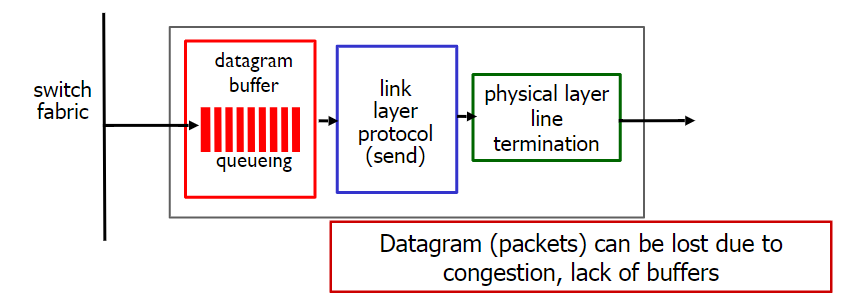 switch
fabric
datagram
buffer
queueing
link
layer
protocol
(send)
physical layer
line
termination
Datagram (packets) can be lost due to
congestion, lack of buffers